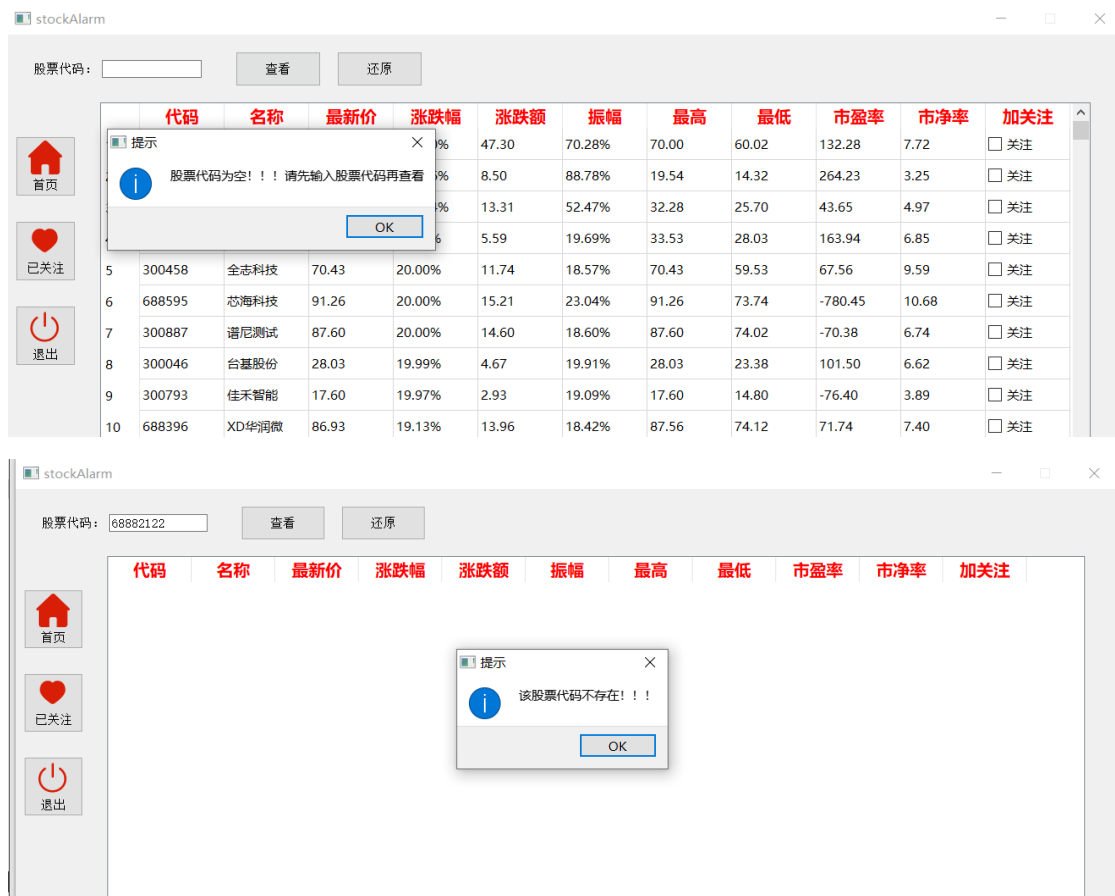 stockAlarm
股票代码： 查看 还原
代码 名称 最新价 涨跌幅 涨跌额 振幅 最高 最低 市盈率 市净率 加关注
% 47.30 70.28% 70.00 60.02 132.28 7.72 关注
% 8.50 88.78% 19.54 14.32 264.23 3.25 关注
% 13.31 52.47% 32.28 25.70 43.65 4.97 关注
5.59 19.69% 33.53 28.03 163.94 6.85 关注
5 300458 全志科技 70.43 20.00% 11.74 18.57% 70.43 59.53 67.56 9.59 关注
6 688595 芯海科技 91.26 20.00% 15.21 23.04% 91.26 73.74 -780.45 10.68 关注
7 300887 谱尼测试 87.60 20.00% 14.60 18.60% 87.60 74.02 -70.38 6.74 关注
8 300046 台基股份 28.03 19.99% 4.67 19.91% 28.03 23.38 101.50 6.62 关注
9 300793 佳禾智能 17.60 19.97% 2.93 19.09% 17.60 14.80 -76.40 3.89 关注
10 688396 XD华润微 86.93 19.13% 13.96 18.42% 87.56 74.12 71.74 7.40 关注
首页
已关注
退出
提示
股票代码为空！！！请先输入股票代码再查看
OK
stockAlarm
股票代码： 68882122 查看 还原
代码 名称 最新价 涨跌幅 涨跌额 振幅 最高 最低 市盈率 市净率 加关注
首页
已关注
退出
提示
该股票代码不存在！！！
OK